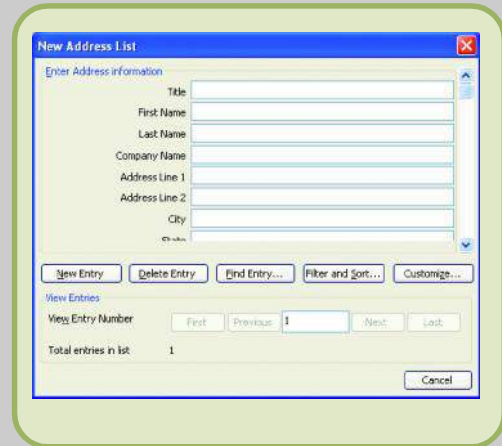 New Address List
Enter Address information
Title
First Name
Last Name
Company Name
Address Line 1
Address Line 2
City
State
New Entry Delete Entry Find Entry... Filter and Sort... Customize...
View Entries
View Entry Number First Previous 1 Next Last
Total entries in list 1
Cancel